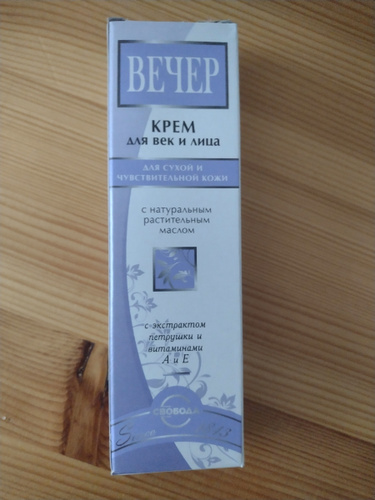 ВЕЧЕР
КРЕМ
для век и лица
ДЛЯ СУХОЙ И
ЧУВСТВИТЕЛЬНОЙ КОЖИ
с натуральным
растительным
маслом
с экстрактом
петрушки и
витаминами
А и Е
СВОБОДА